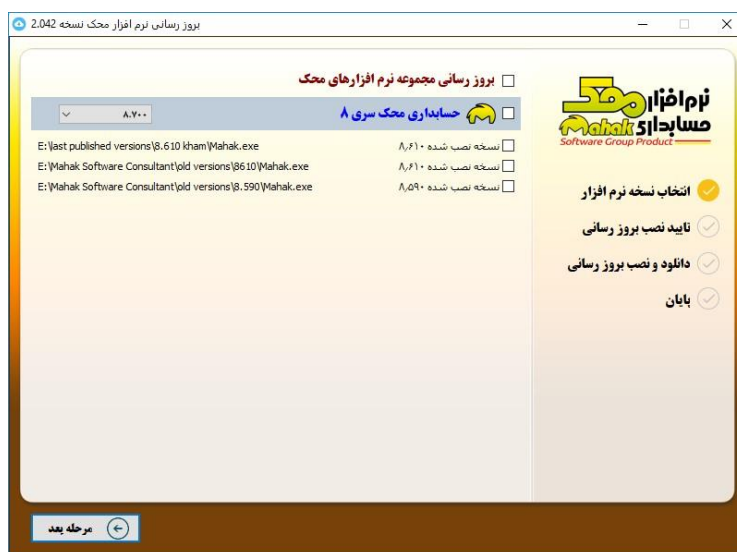 بروز رسانی نرم افزار محک نسخه 2.042
نرم‌افزار محک
حسابداری Mahak
Software Group Product
بروز رسانی مجموعه نرم افزارهای محک
حسابداری محک سری ۸
۸.۷۰۰
نسخه نصب شده ۸٫۶۱۰ E:\last published versions\8.610 kham\Mahak.exe
نسخه نصب شده ۸٫۶۱۰ E:\Mahak Software Consultant\old versions\8610\Mahak.exe
نسخه نصب شده ۸٫۵۹۰ E:\Mahak Software Consultant\old versions\8.590\Mahak.exe
انتخاب نسخه نرم افزار
تایید نصب بروز رسانی
دانلود و نصب بروز رسانی
پایان
مرحله بعد